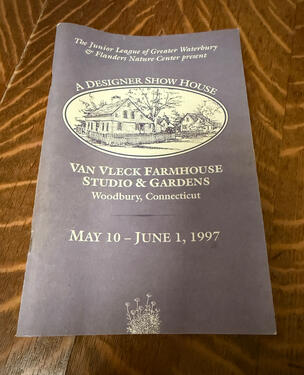 The Junior League of Greater Waterbury
& Flanders Nature Center present
A DESIGNER SHOW HOUSE
VAN VLECK FARMHOUSE
STUDIO & GARDENS
Woodbury, Connecticut
MAY 10 – JUNE 1, 1997